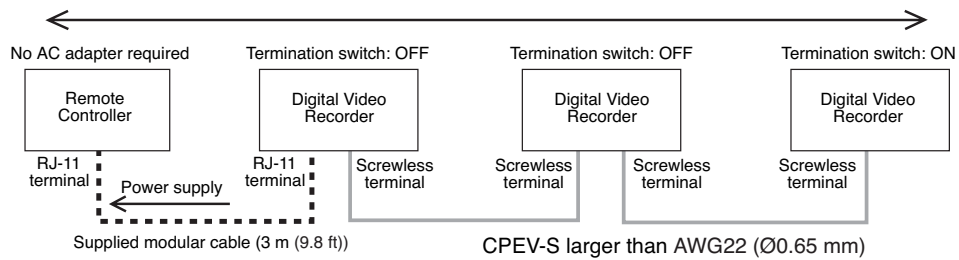 No AC adapter required
Termination switch: OFF
Termination switch: OFF
Termination switch: ON
Remote
Controller
Digital Video
Recorder
Digital Video
Recorder
Digital Video
Recorder
RJ-11
terminal
RJ-11
terminal
Screwless
terminal
Screwless
terminal
Screwless
terminal
Screwless
terminal
Power supply
Supplied modular cable (3 m (9.8 ft))
CPEV-S larger than AWG22 (Ø0.65 mm)